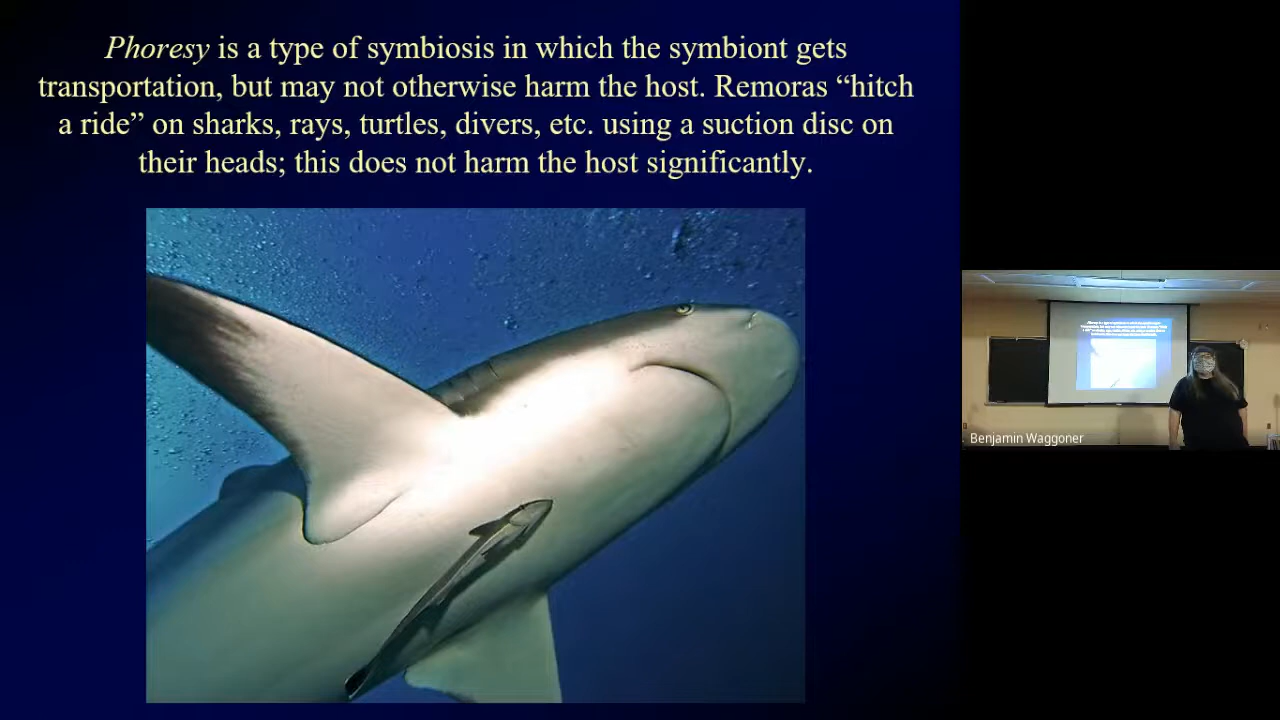 Phoresy is a type of symbiosis in which the symbiont gets
transportation, but may not otherwise harm the host. Remoras “hitch
a ride” on sharks, rays, turtles, divers, etc. using a suction disc on
their heads; this does not harm the host significantly.
Benjamin Waggoner